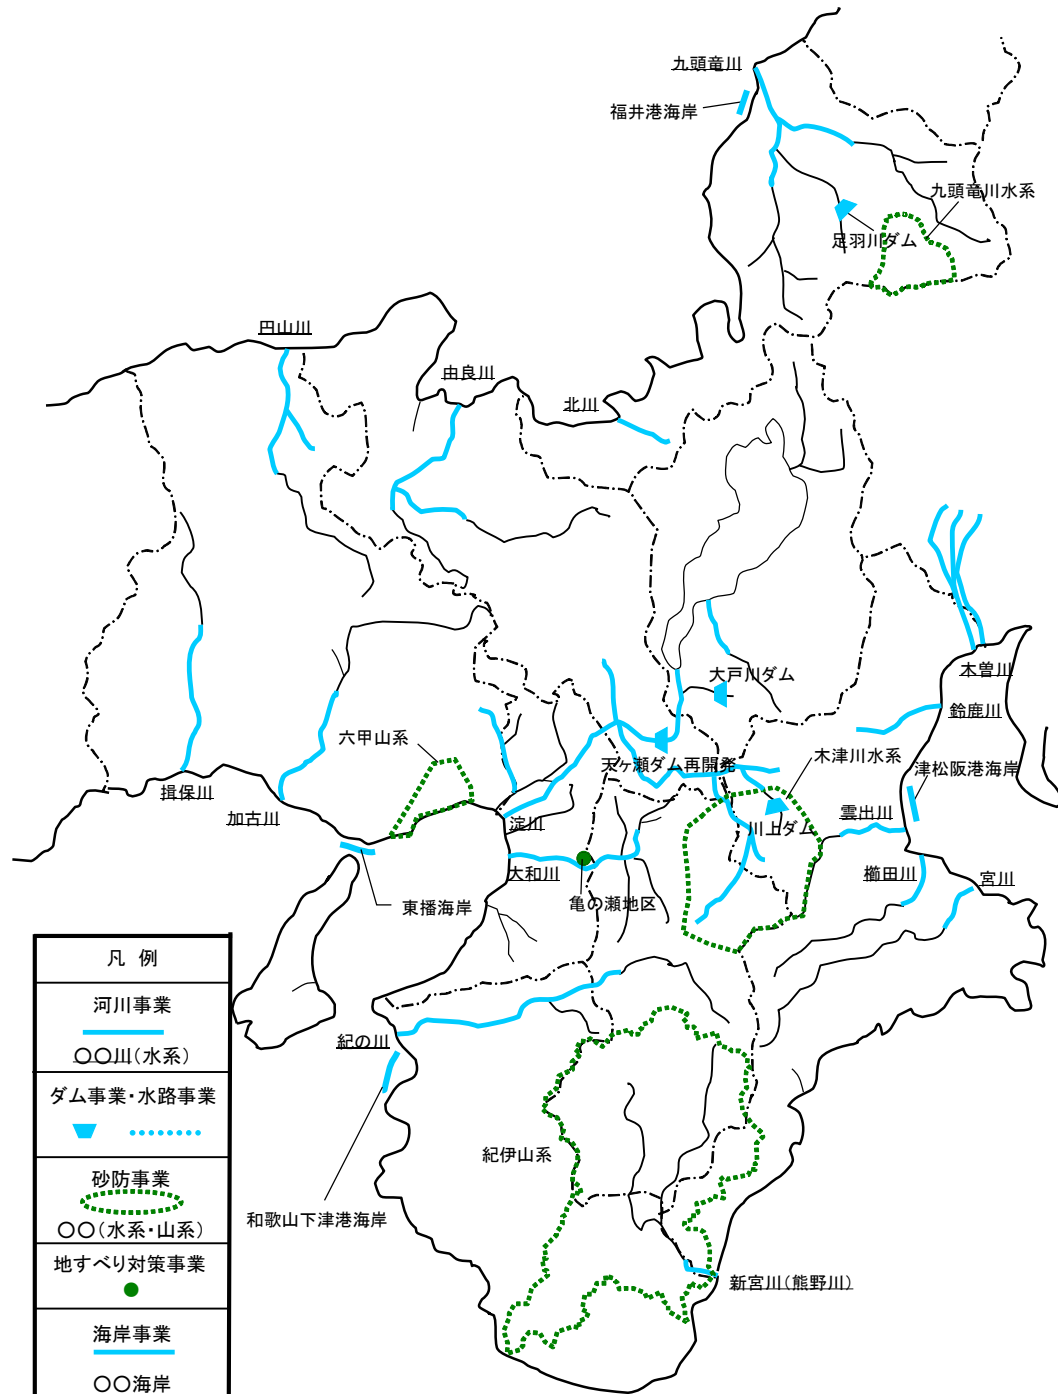 九頭竜川
福井港海岸
九頭竜川水系
足羽川ダム
円山川
由良川
北川
大戸川ダム
木曽川
鈴鹿川
六甲山系
木津川水系
天ヶ瀬ダム再開発
津松阪港海岸
揖保川
加古川
淀川
川上ダム
雲出川
大和川
櫛田川
宮川
東播海岸
亀の瀬地区
紀の川
紀伊山系
和歌山下津港海岸
新宮川(熊野川)
凡 例
河川事業
〇〇川(水系)
ダム事業・水路事業
砂防事業
〇〇(水系・山系)
地すべり対策事業
海岸事業
〇〇海岸